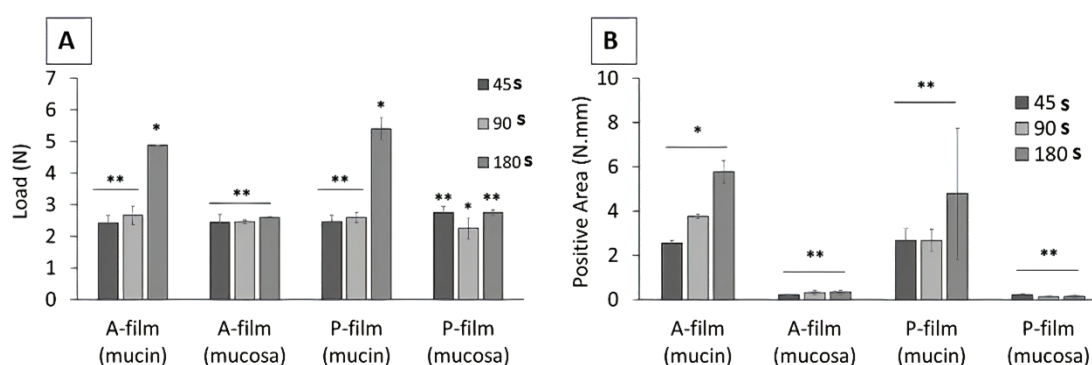 A
Load (N)
7
6
5
4
3
2
1
0
45 s
90 s
180 s
** * ** ** * ** * **
A-film (mucin)
A-film (mucosa)
P-film (mucin)
P-film (mucosa)
B
Positive Area (N.mm)
10
8
6
4
2
0
45 s
90 s
180 s
* ** ** **
A-film (mucin)
A-film (mucosa)
P-film (mucin)
P-film (mucosa)